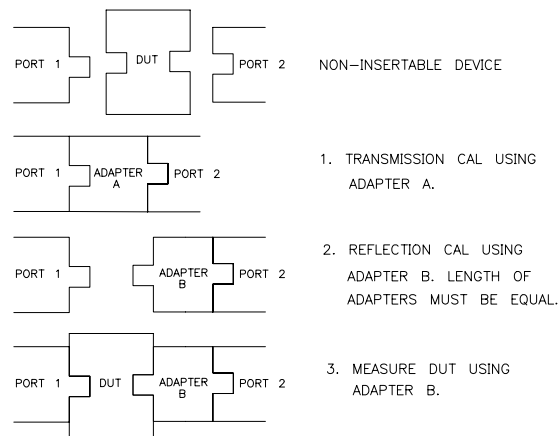 PORT 1
DUT
PORT 2
NON-INSERTABLE DEVICE
PORT 1
ADAPTER
A
PORT 2
1. TRANSMISSION CAL USING
ADAPTER A.
PORT 1
ADAPTER
B
PORT 2
2. REFLECTION CAL USING
ADAPTER B. LENGTH OF
ADAPTERS MUST BE EQUAL.
PORT 1
DUT
ADAPTER
B
PORT 2
3. MEASURE DUT USING
ADAPTER B.